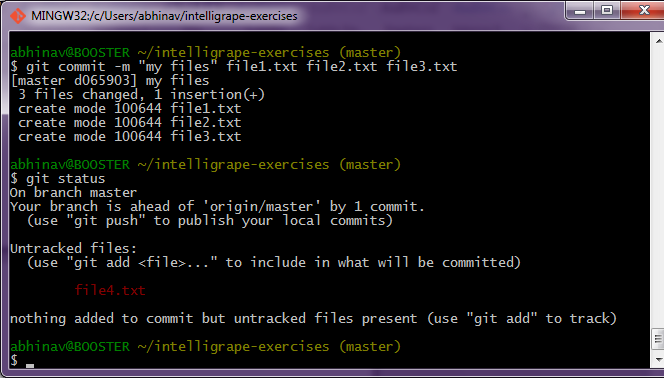 MINGW32:/c/Users/abhinav/intelligrape-exercises
abhinav@BOOSTER ~/intelligrape-exercises (master)
$ git commit -m "my files" file1.txt file2.txt file3.txt
[master d065903] my files
 3 files changed, 1 insertion(+)
 create mode 100644 file1.txt
 create mode 100644 file2.txt
 create mode 100644 file3.txt
abhinav@BOOSTER ~/intelligrape-exercises (master)
$ git status
On branch master
Your branch is ahead of 'origin/master' by 1 commit.
  (use "git push" to publish your local commits)
Untracked files:
  (use "git add <file>..." to include in what will be committed)
        file4.txt
nothing added to commit but untracked files present (use "git add" to track)
abhinav@BOOSTER ~/intelligrape-exercises (master)
$